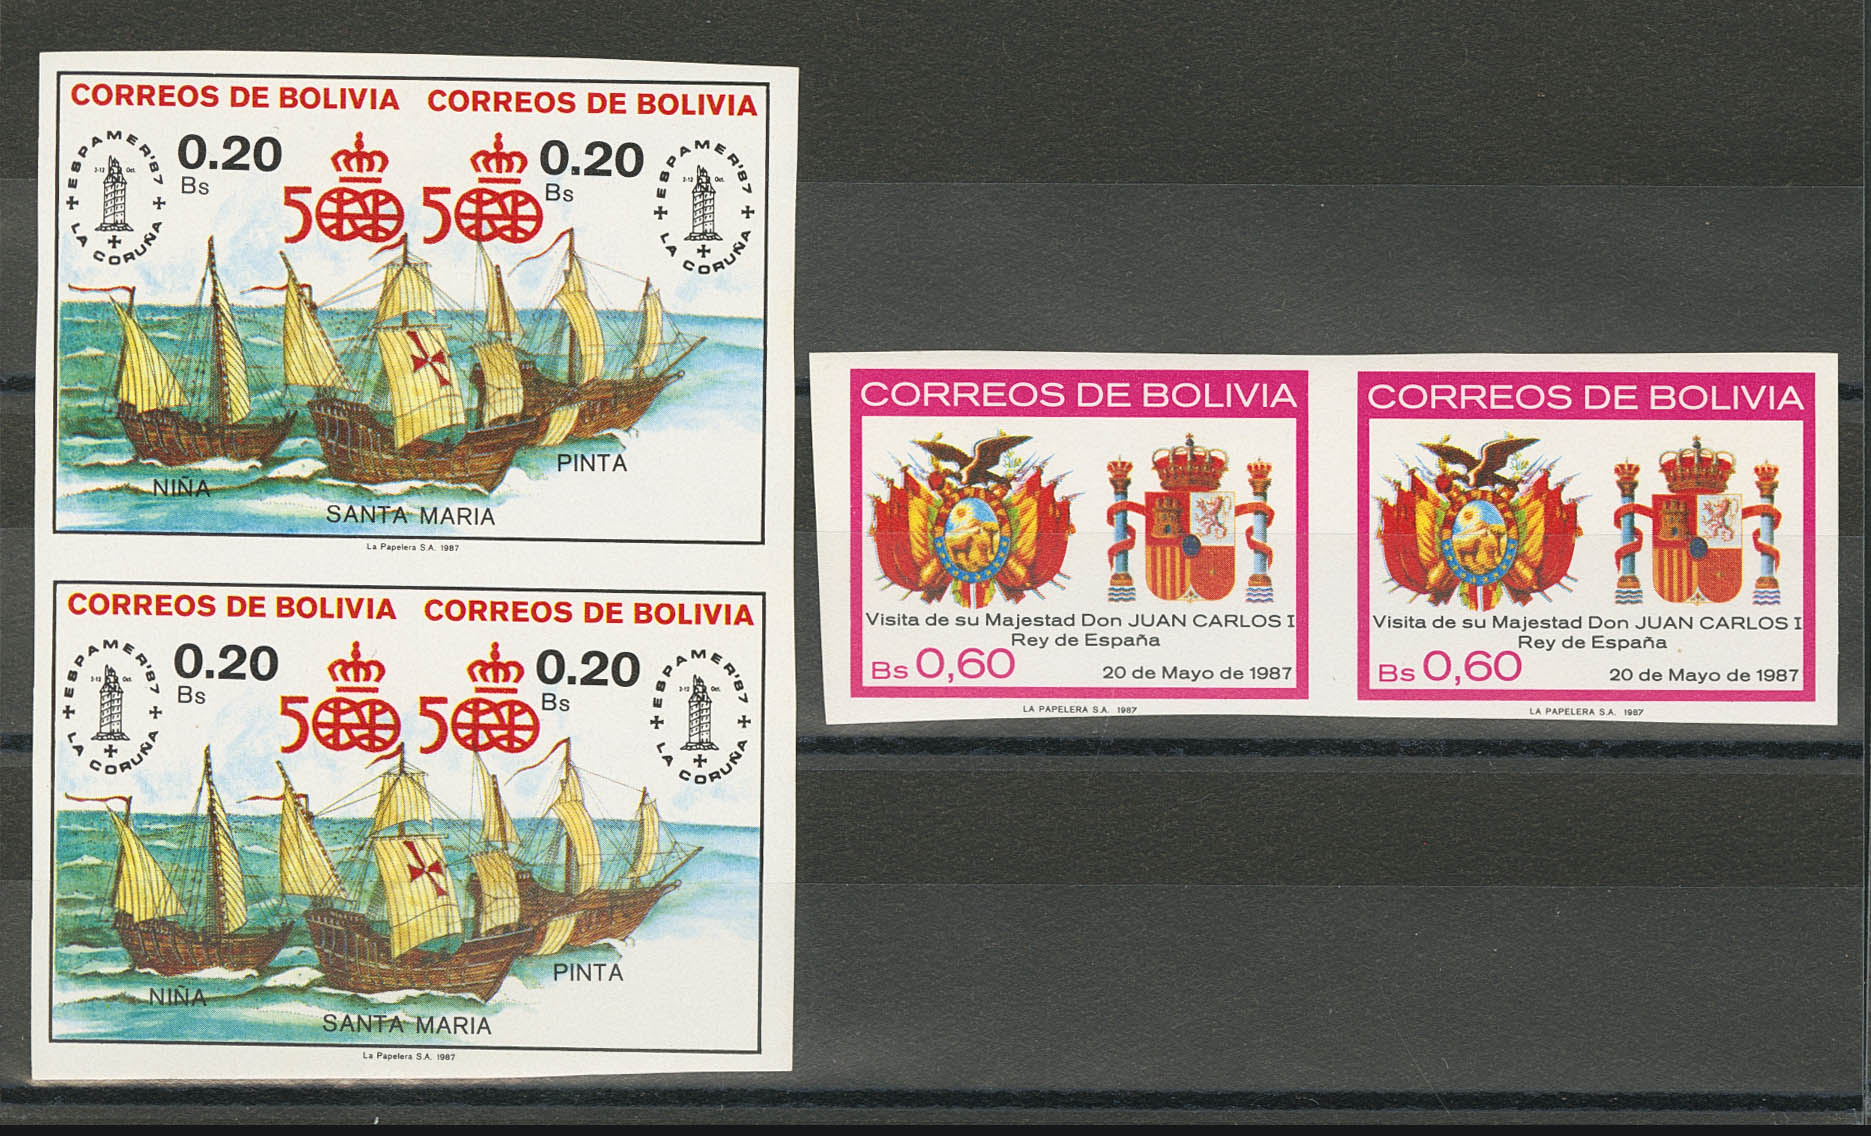 CORREOS DE BOLIVIA CORREOS DE BOLIVIA
ESPAMER'87
2-12 Oct.
LA CORUÑA
0.20
Bs
500
500
0.20
Bs
ESPAMER'87
2-12 Oct.
LA CORUÑA
NIÑA
SANTA MARIA
PINTA
La Papelera S.A. 1987
CORREOS DE BOLIVIA CORREOS DE BOLIVIA
ESPAMER'87
2-12 Oct.
LA CORUÑA
0.20
Bs
500
500
0.20
Bs
ESPAMER'87
2-12 Oct.
LA CORUÑA
NIÑA
SANTA MARIA
PINTA
La Papelera S.A. 1987
CORREOS DE BOLIVIA
Visita de su Majestad Don JUAN CARLOS I
Rey de España
Bs 0,60
20 de Mayo de 1987
LA PAPELERA S.A. 1987
CORREOS DE BOLIVIA
Visita de su Majestad Don JUAN CARLOS I
Rey de España
Bs 0,60
20 de Mayo de 1987
LA PAPELERA S.A. 1987